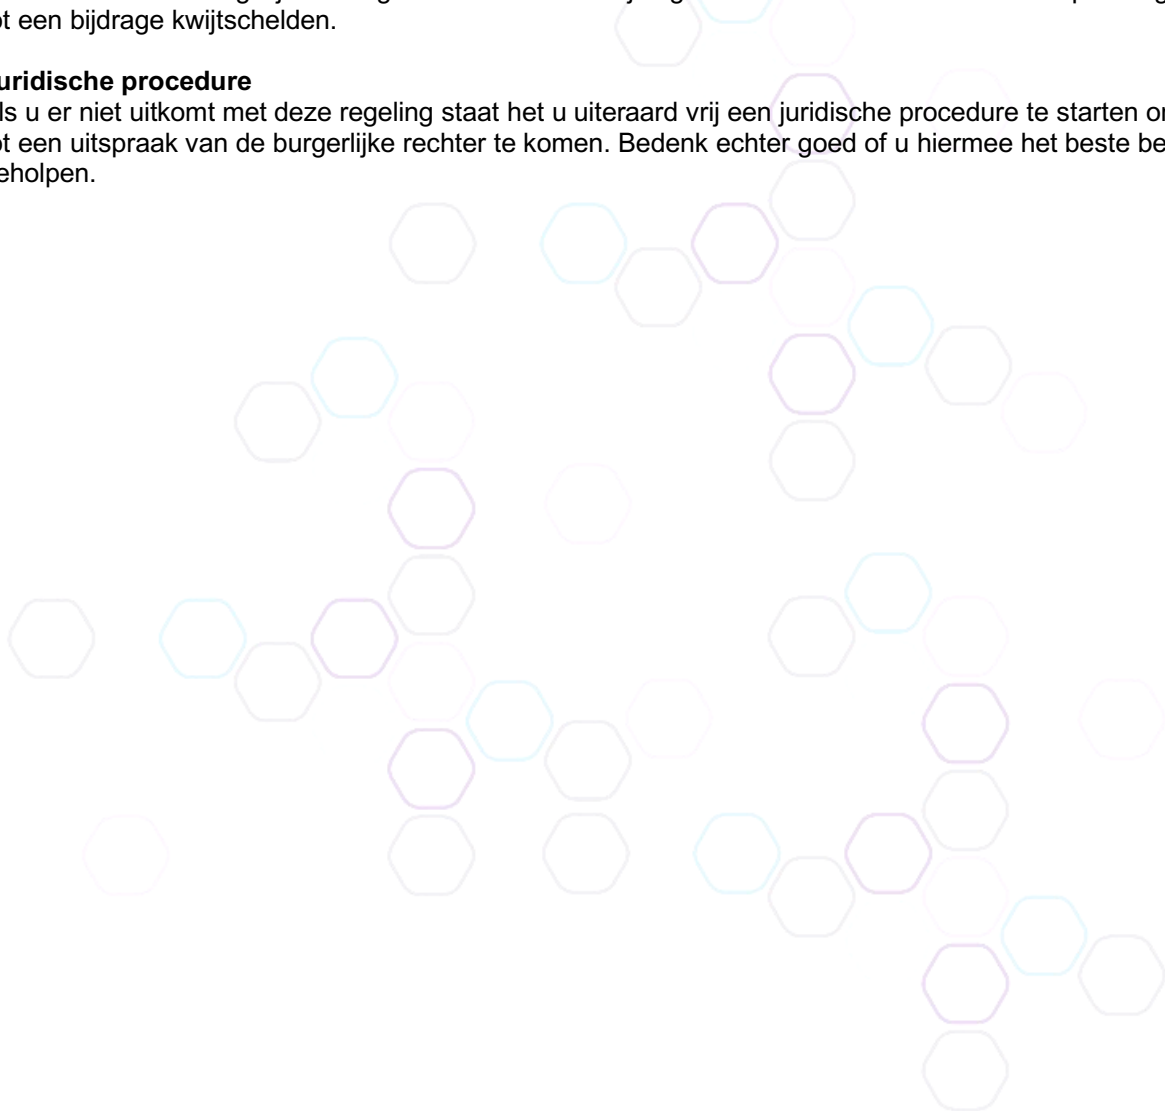 een bijdrage kwijtschelden.
uridische procedure
ls u er niet uitkomt met deze regeling staat het u uiteraard vrij een juridische procedure te starten
een uitspraak van de burgerlijke rechter te komen. Bedenk echter goed of u hiermee het beste be
eholpen.